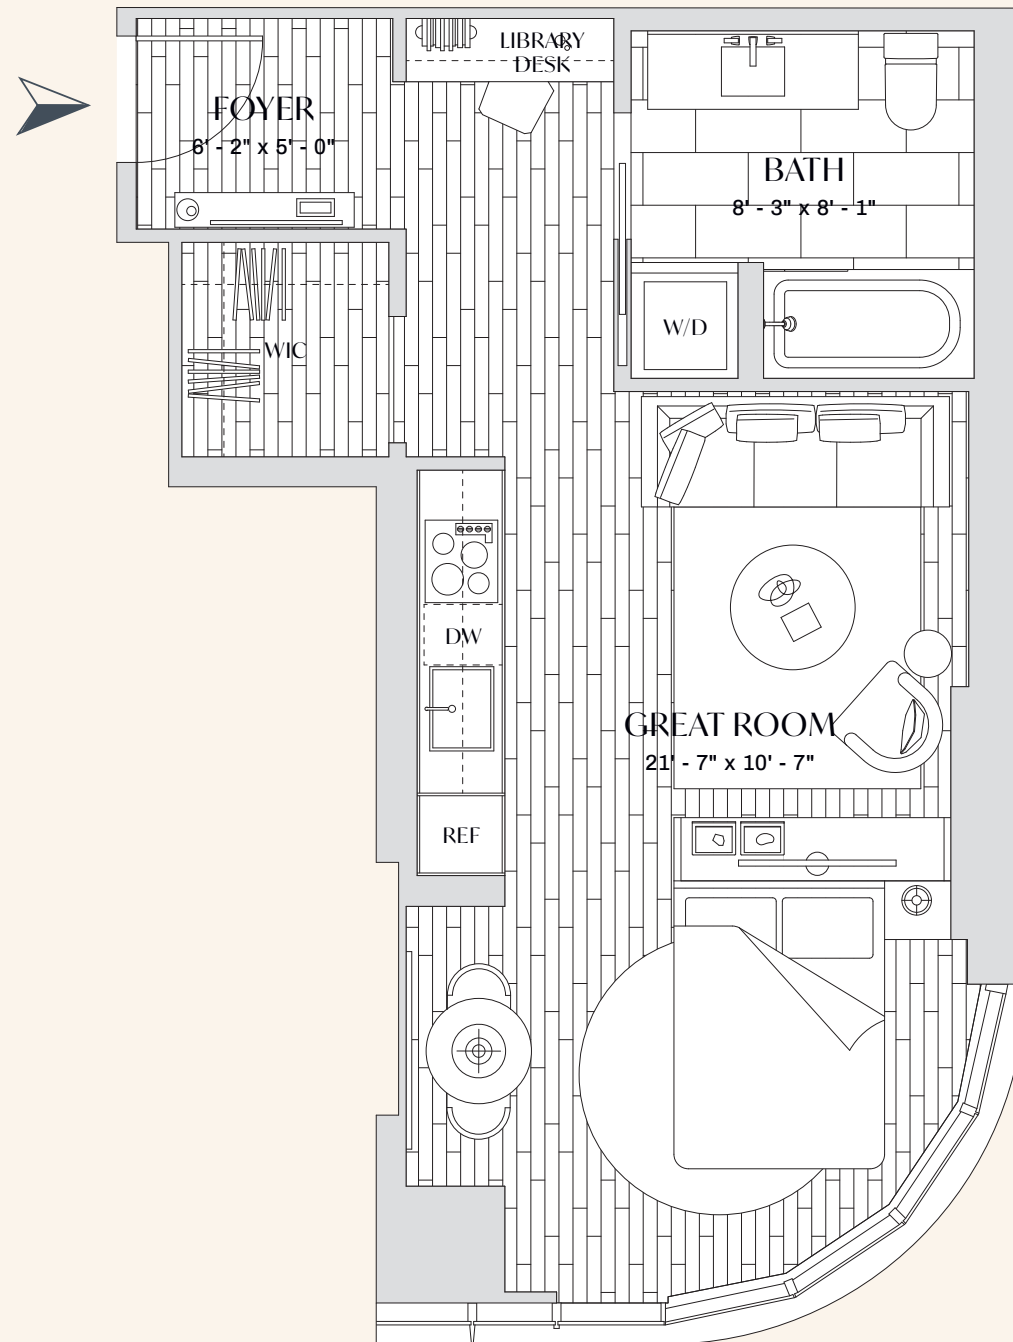 LIBRARY
DESK
FOYER
6' - 2" x 5' - 0"
BATH
8' - 3" x 8' - 1"
W/D
WIC
DW
GREAT ROOM
21' - 7" x 10' - 7"
REF